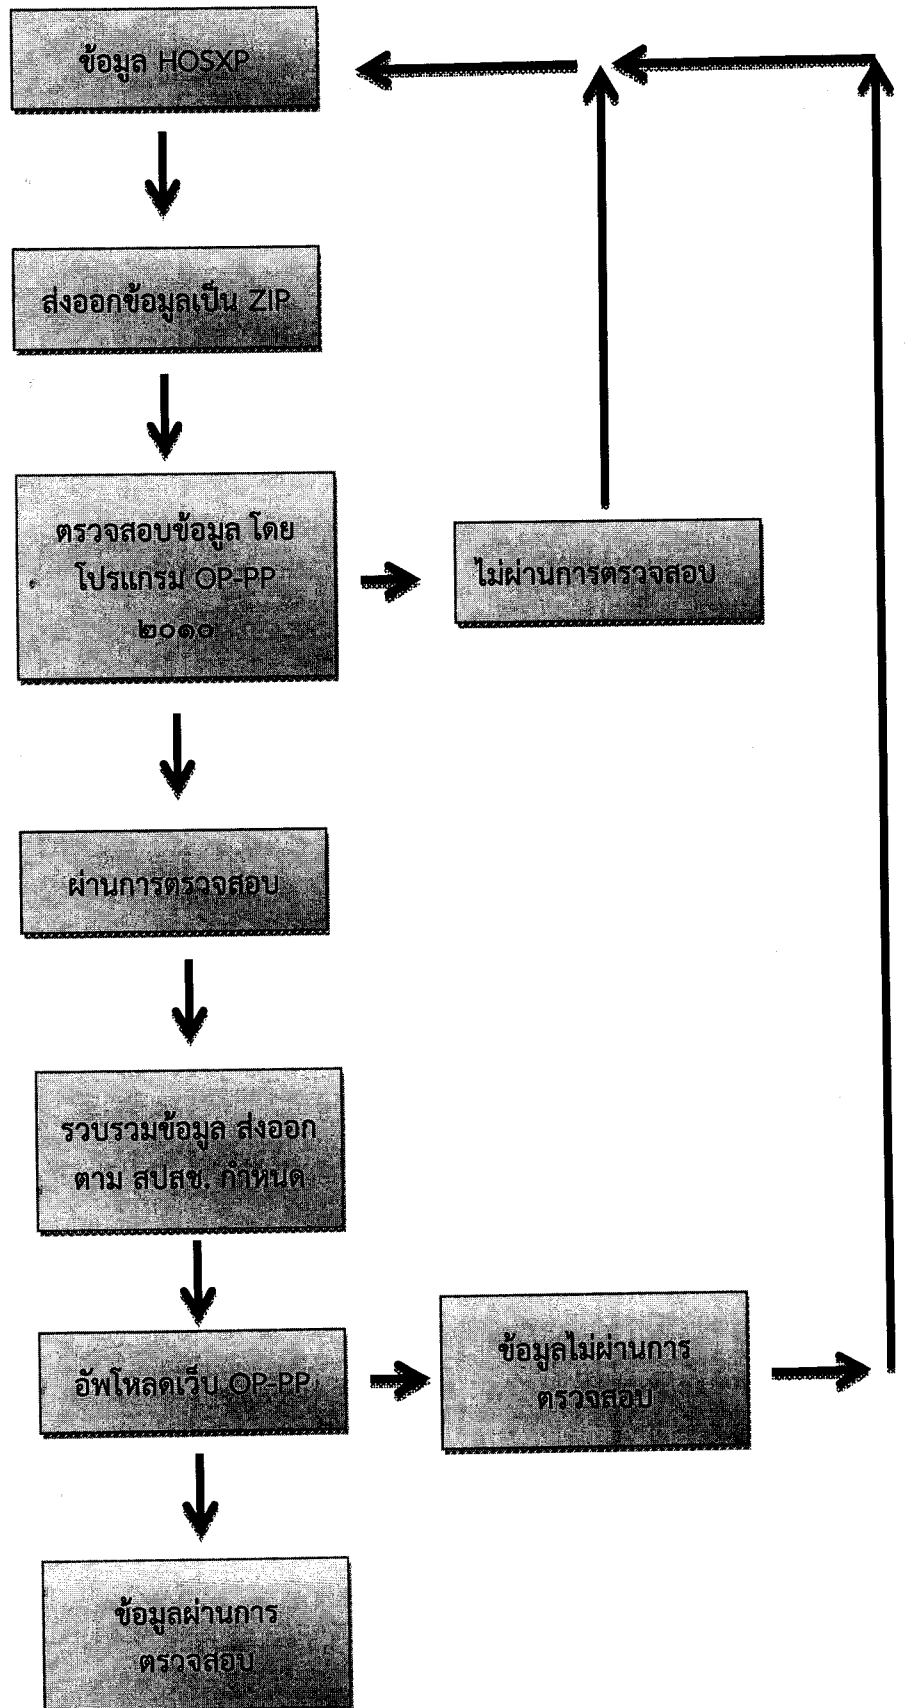 ข้อมูล HOSXP
ส่งออกข้อมูลเป็น ZIP
ตรวจสอบข้อมูล โดย
โปรแกรม OP-PP
๒๐๑๐
ไม่ผ่านการตรวจสอบ
ผ่านการตรวจสอบ
รวบรวมข้อมูล ส่งออก
ตาม สปสช. กำหนด
อัพโหลดเว็บ OP-PP
ข้อมูลไม่ผ่านการ
ตรวจสอบ
ข้อมูลผ่านการ
ตรวจสอบ